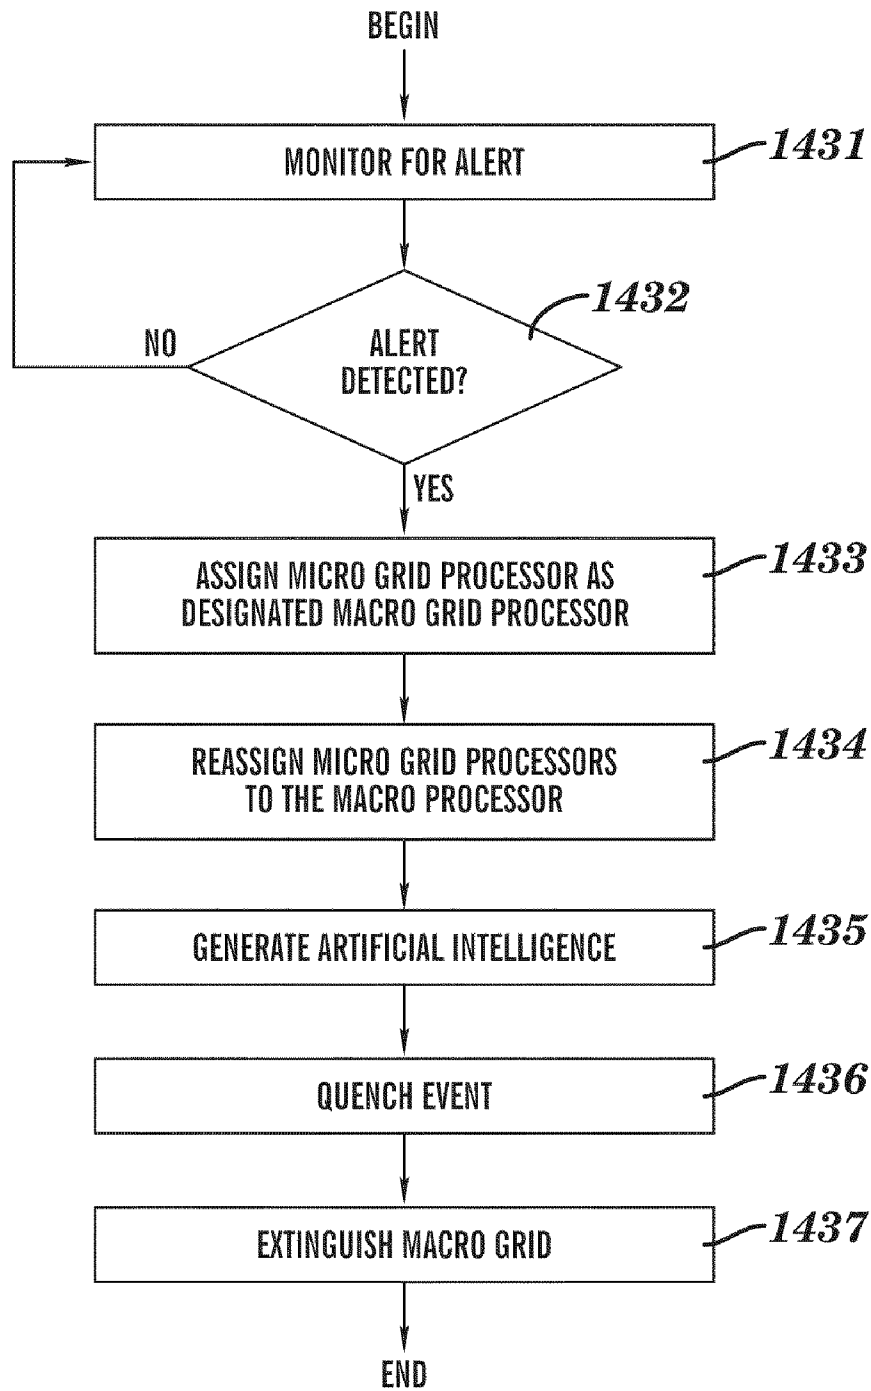 BEGIN
MONITOR FOR ALERT
1431
1432
ALERT
DETECTED?
NO
YES
ASSIGN MICRO GRID PROCESSOR AS
DESIGNATED MACRO GRID PROCESSOR
1433
REASSIGN MICRO GRID PROCESSORS
TO THE MACRO PROCESSOR
1434
GENERATE ARTIFICIAL INTELLIGENCE
1435
QUENCH EVENT
1436
EXTINGUISH MACRO GRID
1437
END